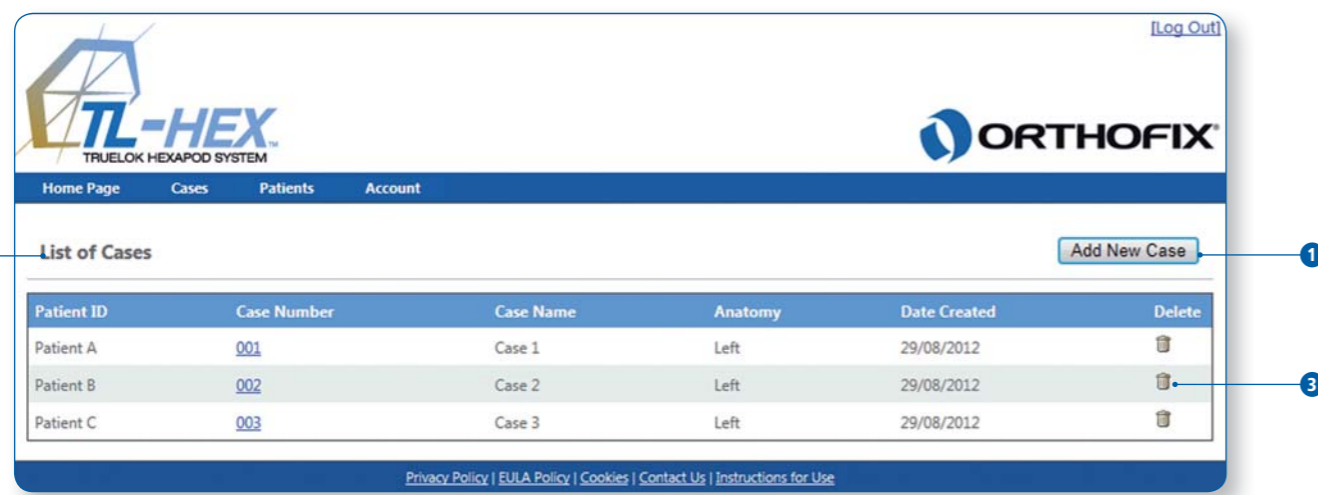 [Log Out]
TL-HEX™
TRUELOK HEXAPOD SYSTEM
ORTHOFIX®
Home Page Cases Patients Account
List of Cases
Add New Case
1
Patient ID Case Number Case Name Anatomy Date Created Delete
Patient A 001 Case 1 Left 29/08/2012
Patient B 002 Case 2 Left 29/08/2012
3
Patient C 003 Case 3 Left 29/08/2012
Privacy Policy | EULA Policy | Cookies | Contact Us | Instructions for Use